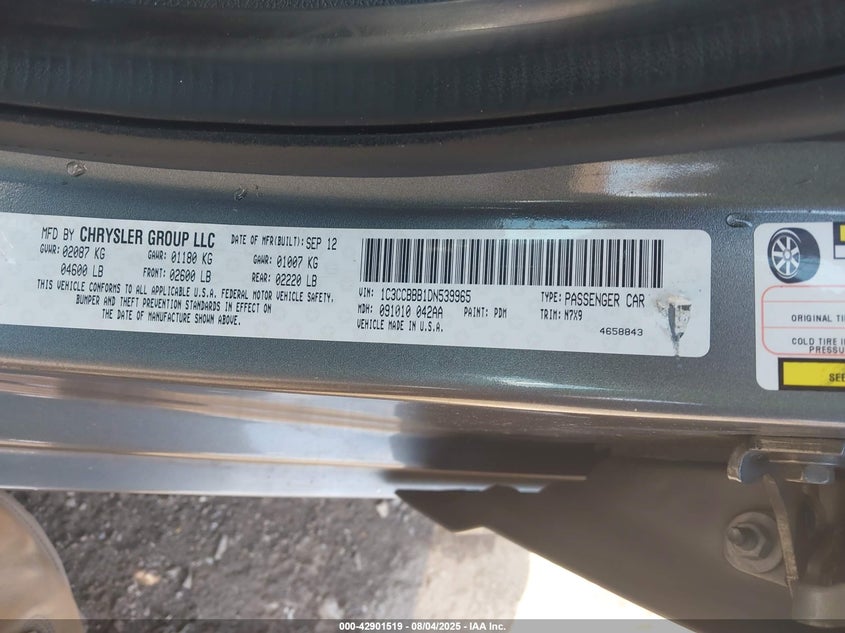 MFD BY CHRYSLER GROUP LLC DATE OF MFR(BUILT): SEP 12
GVWR: 02087 KG GAWR: 01180 KG GAWR: 01007 KG
04600 LB FRONT: 02600 LB REAR: 02220 LB
THIS VEHICLE CONFORMS TO ALL APPLICABLE U.S.A. FEDERAL MOTOR VEHICLE SAFETY,
BUMPER AND THEFT PREVENTION STANDARDS IN EFFECT ON
THE DATE OF MANUFACTURE SHOWN ABOVE.
VIN: 1C3CCBBB1DN539965 TYPE: PASSENGER CAR
MDH: 091010 042AA PAINT: PDM TRIM: N7X9
VEHICLE MADE IN U.S.A. 4658843
ORIGINAL TI
COLD TIRE I
PRESSU
SEE
000-42901519 - 08/04/2025 - IAA Inc.